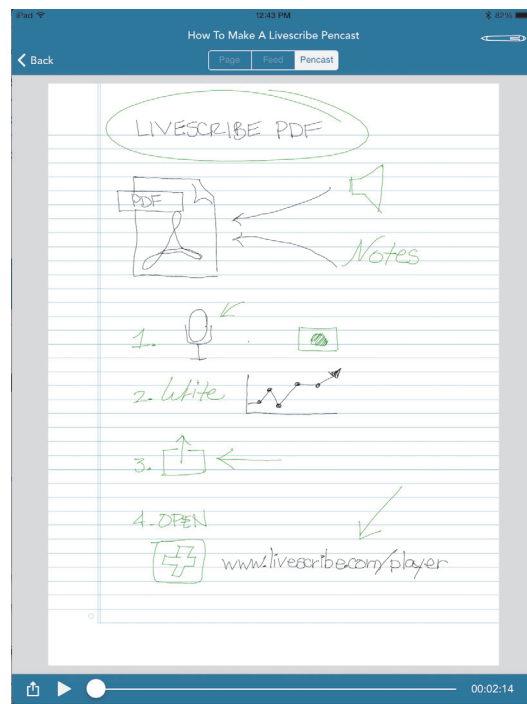 iPad 12:43 PM 82%
How To Make A Livescribe Pencast
Back Page Feed Pencast
LIVESCRIBE PDF
PDF
Notes
1.
2. Write
3.
4. OPEN
www.livescribe.com/player
00:02:14